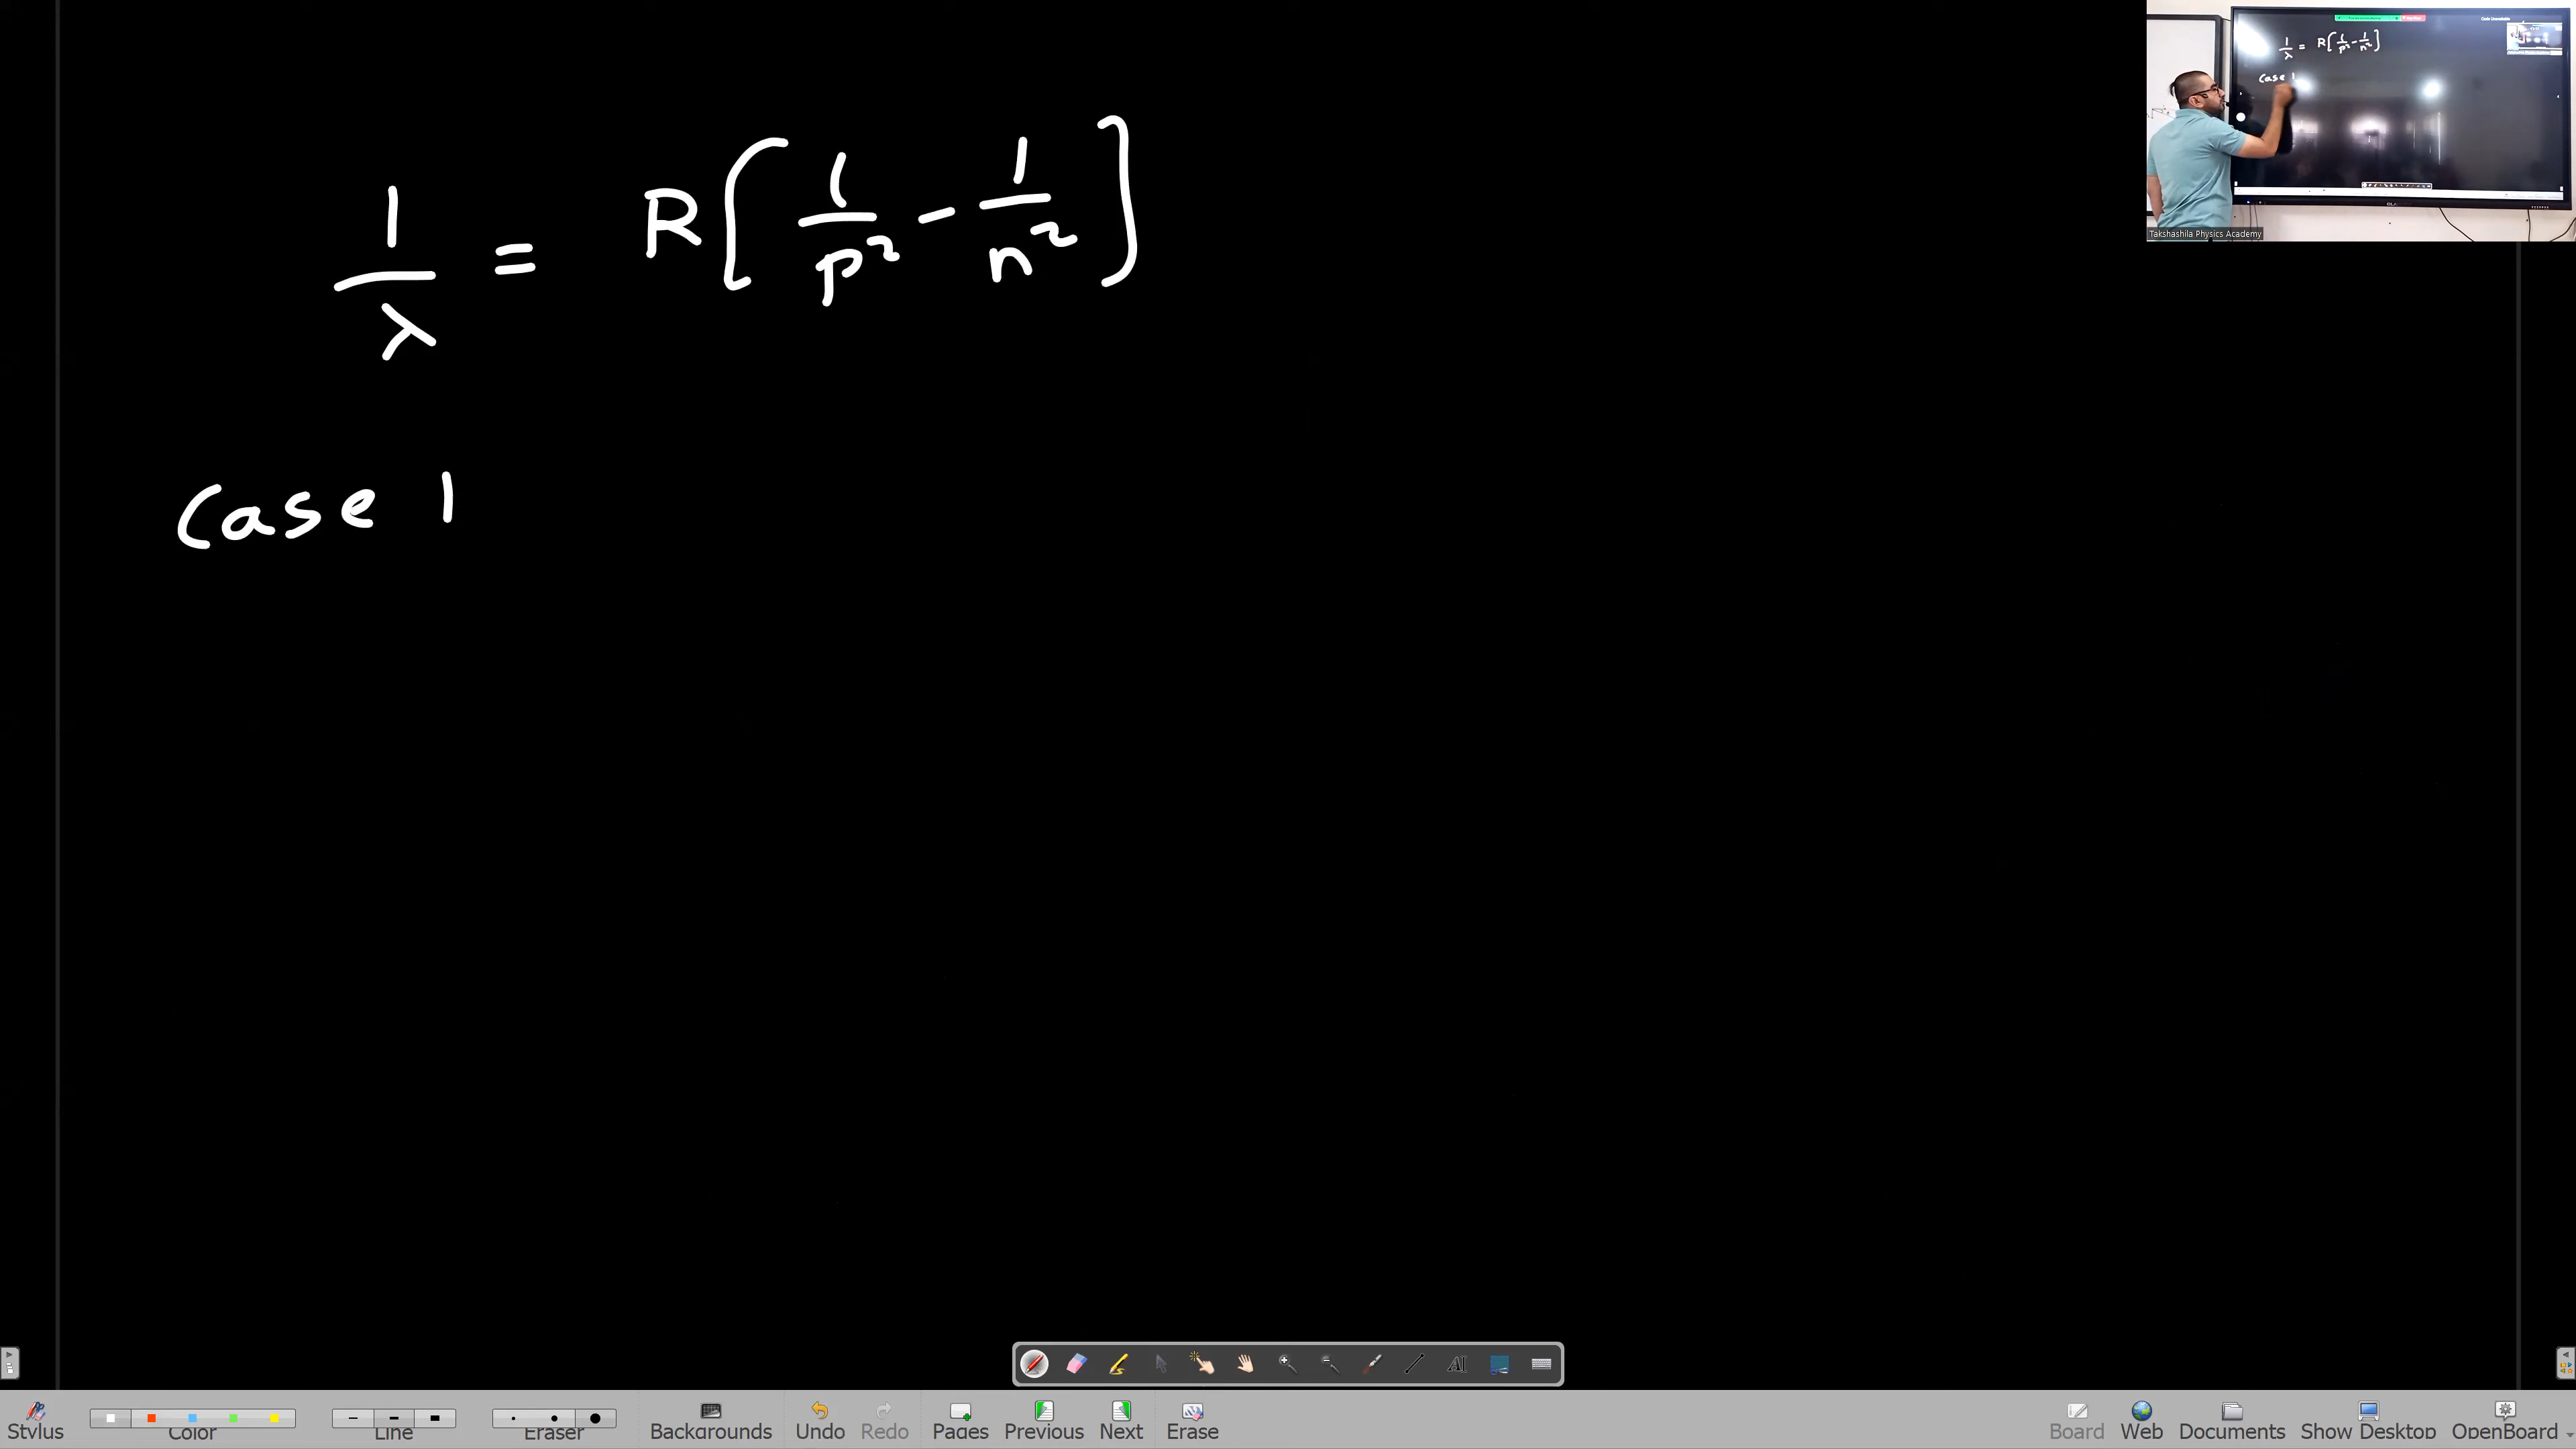 1/λ = R[1/p² - 1/n²]
Case 1
Takshashila Physics Academy
Stylus Color Line Eraser Backgrounds Undo Redo Pages Previous Next Erase Board Web Documents Show Desktop OpenBoard